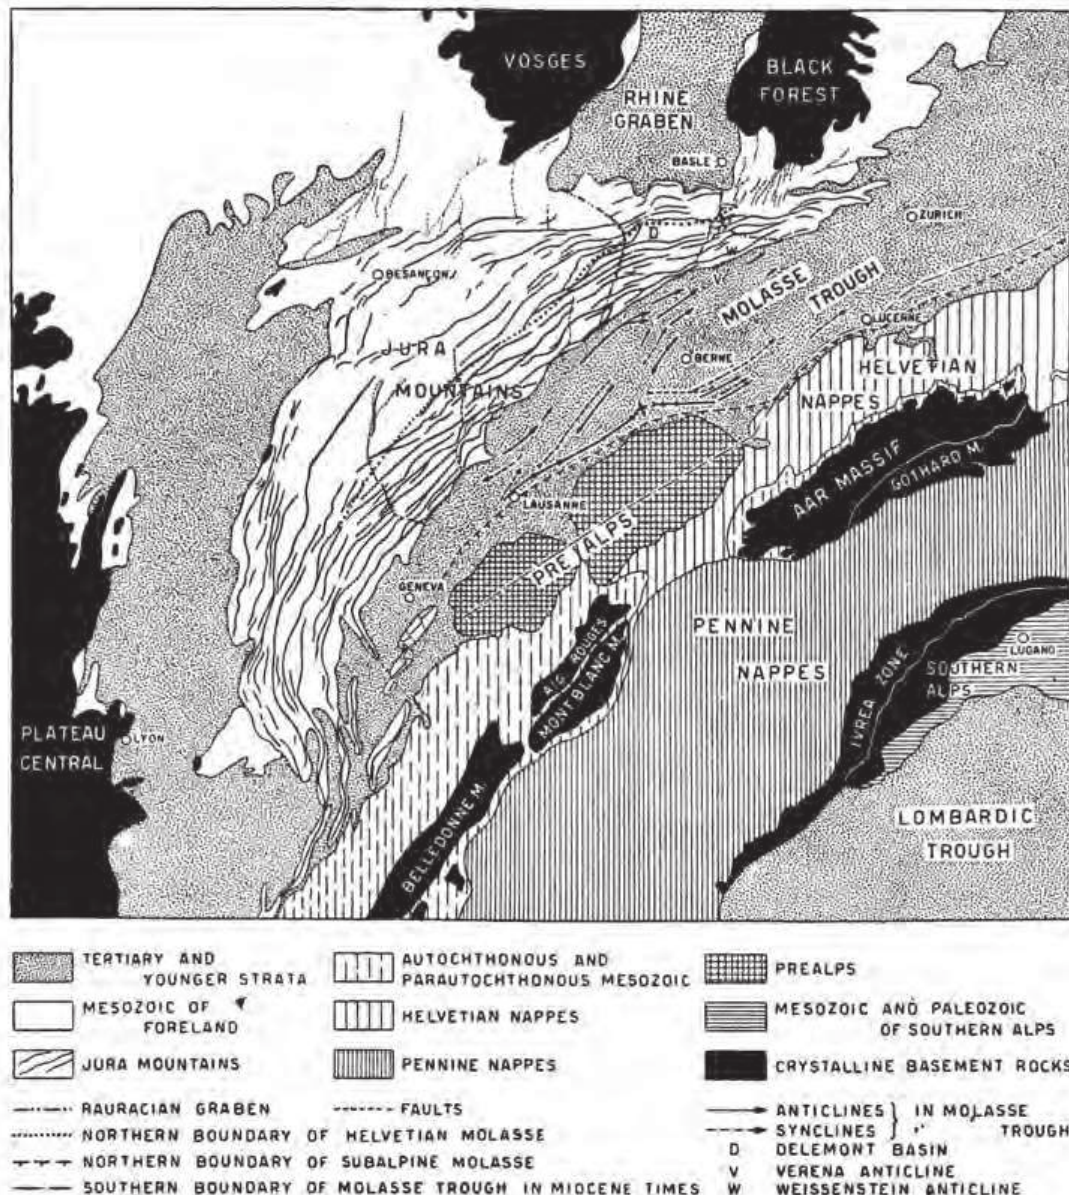 VOSGES
BLACK
FOREST
RHINE
GRABEN
BASLE
ZURICH
D
W
V
BESANÇON
MOLASSE
TROUGH
LUCERNE
BERNE
JURA
MOUNTAINS
HELVETIAN
NAPPES
AAR MASSIF
GOTHARD M.
LAUSANNE
PREALPS
GENEVA
PENNINE
NAPPES
AIG. ROUGES
MONT BLANC M.
LUGANO
SOUTHERN
ALPS
IVREA ZONE
PLATEAU
CENTRAL
LYON
BELLEDONNE M.
LOMBARDIC
TROUGH
TERTIARY AND
YOUNGER STRATA
MESOZOIC OF
FORELAND
JURA MOUNTAINS
AUTOCHTHONOUS AND
PARAUTOCHTHONOUS MESOZOIC
HELVETIAN NAPPES
PENNINE NAPPES
PREALPS
MESOZOIC AND PALEOZOIC
OF SOUTHERN ALPS
CRYSTALLINE BASEMENT ROCKS
RAURACIAN GRABEN
FAULTS
NORTHERN BOUNDARY OF HELVETIAN MOLASSE
NORTHERN BOUNDARY OF SUBALPINE MOLASSE
SOUTHERN BOUNDARY OF MOLASSE TROUGH IN MIOCENE TIMES
ANTICLINES } IN MOLASSE
SYNCLINES } " TROUGH
D DELEMONT BASIN
V VERENA ANTICLINE
W WEISSENSTEIN ANTICLINE